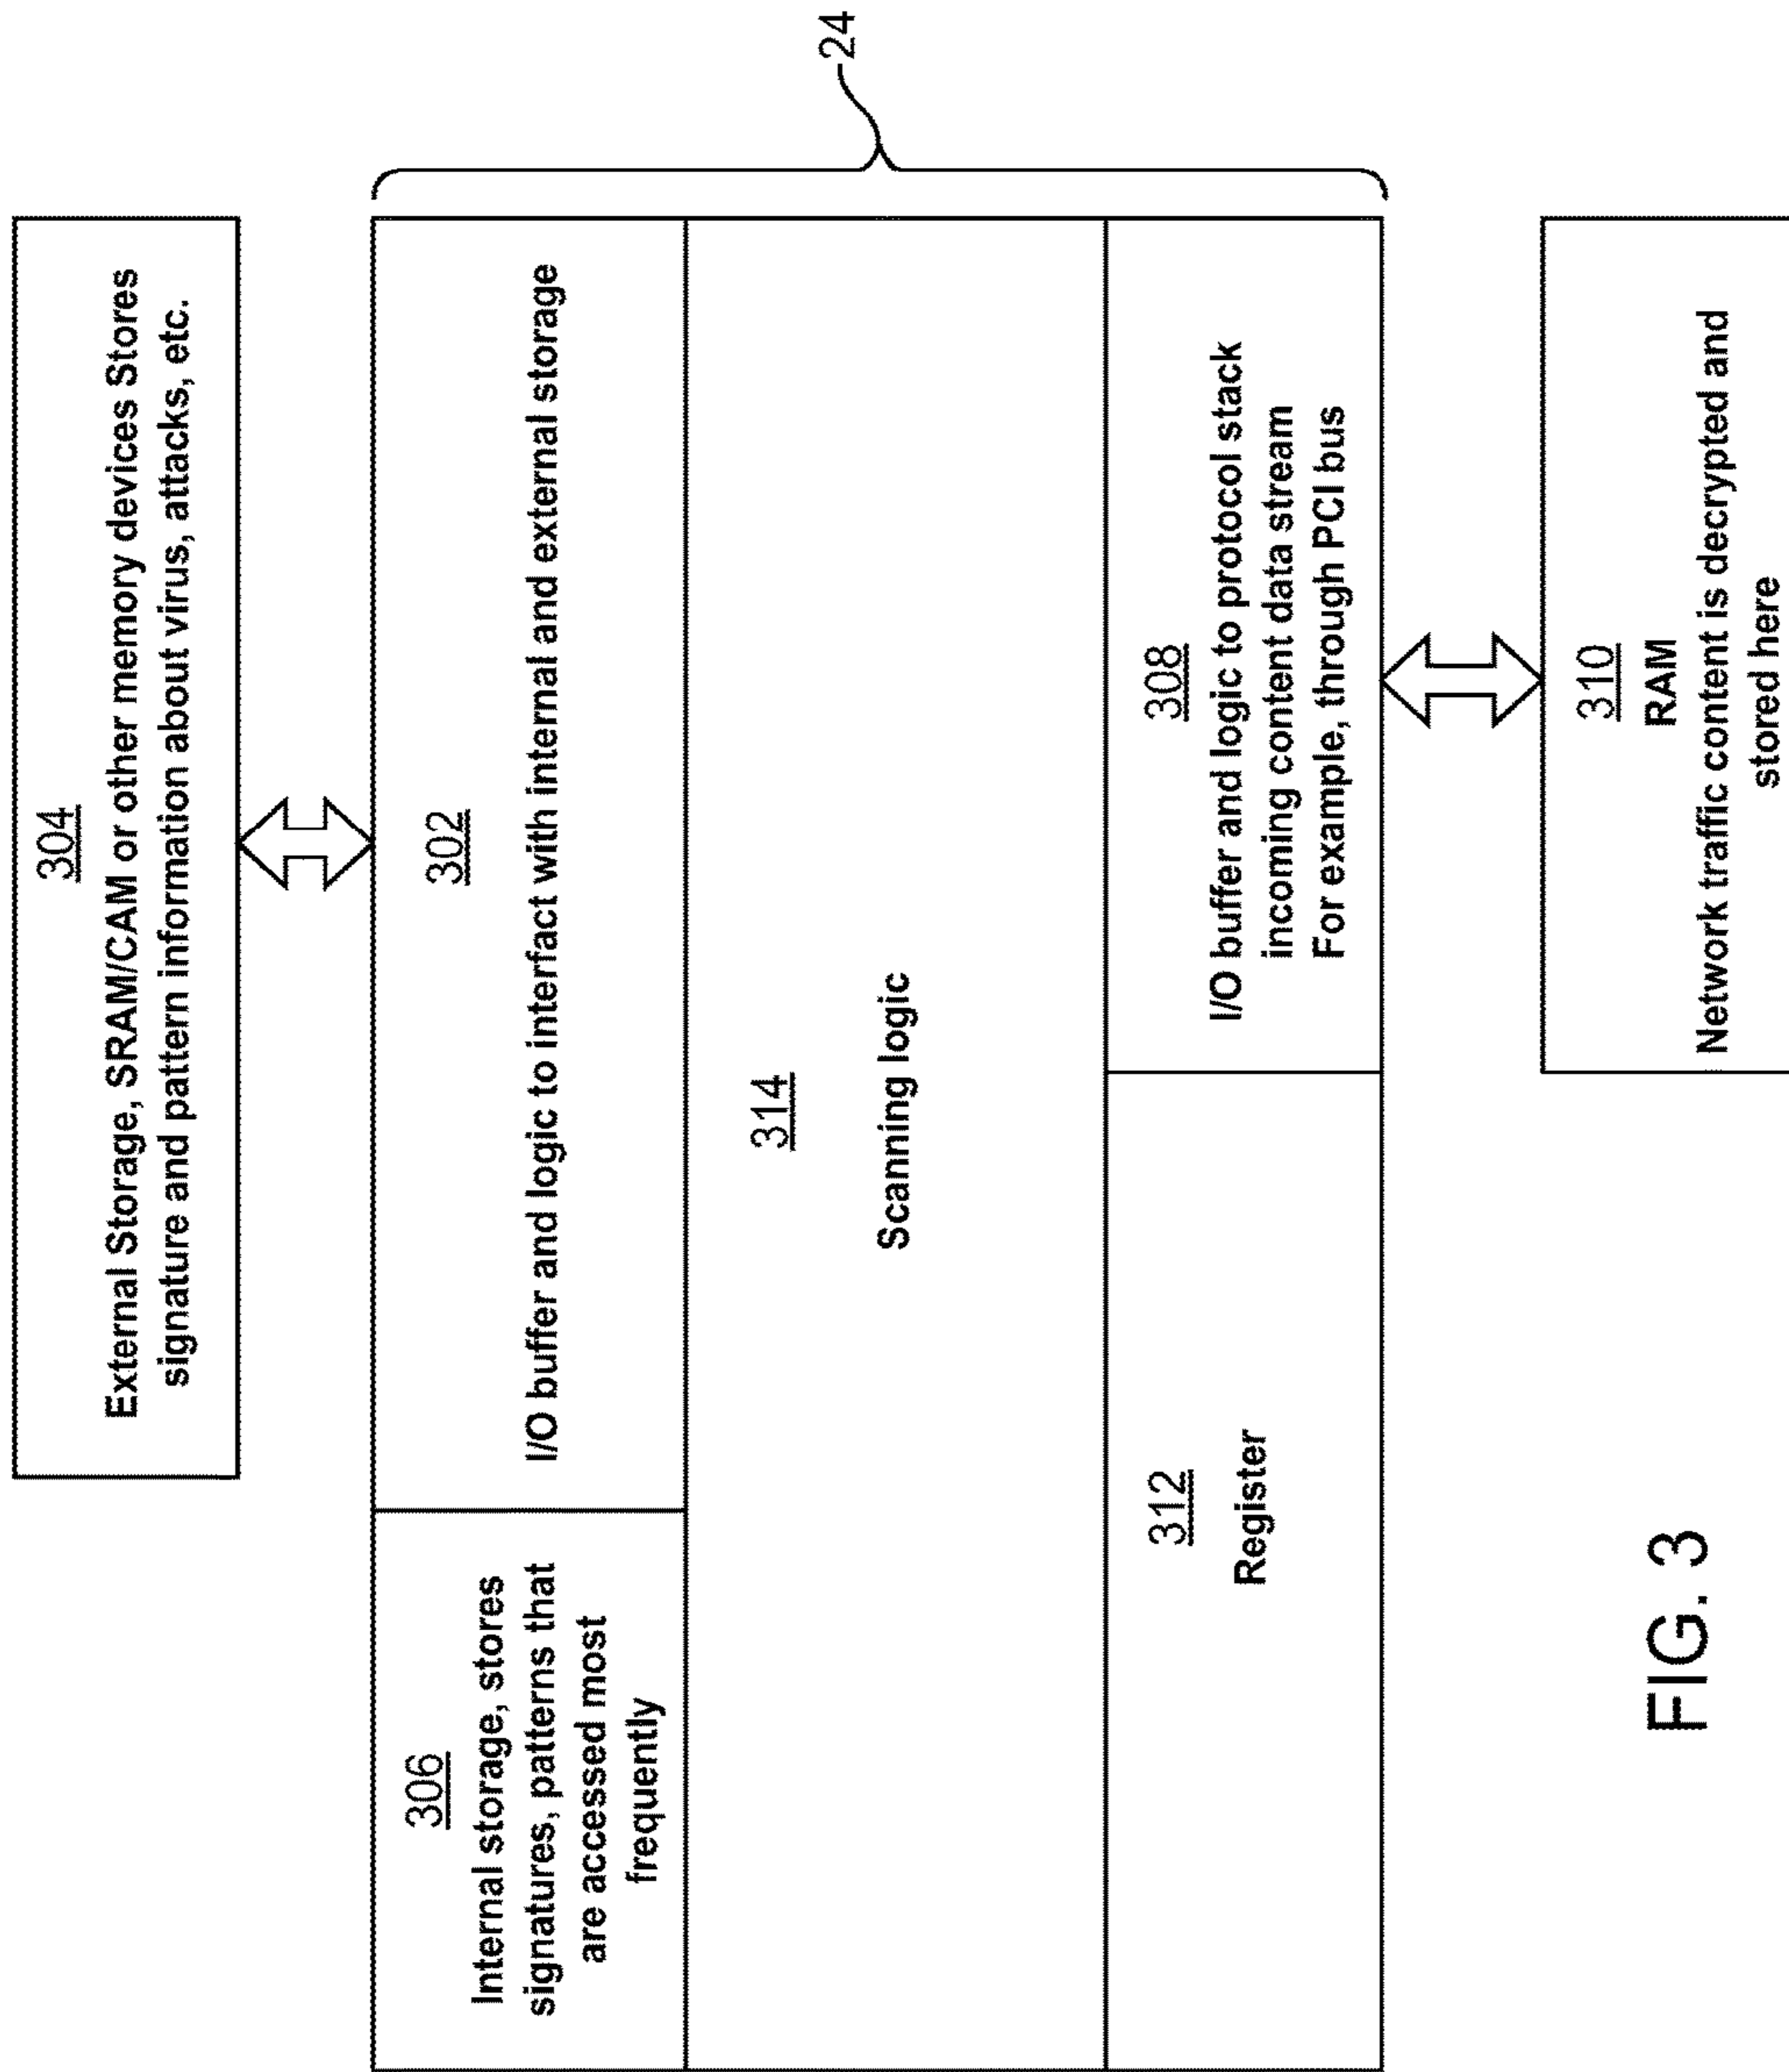 304
External Storage, SRAM/CAM or other memory devices Stores
signature and pattern information about virus, attacks, etc.
306
Internal storage, stores
signatures, patterns that
are accessed most
frequently
302
I/O buffer and logic to interfact with internal and external storage
314
Scanning logic
24
312
Register
308
I/O buffer and logic to protocol stack
incoming content data stream
For example, through PCI bus
310
RAM
Network traffic content is decrypted and
stored here
FIG. 3